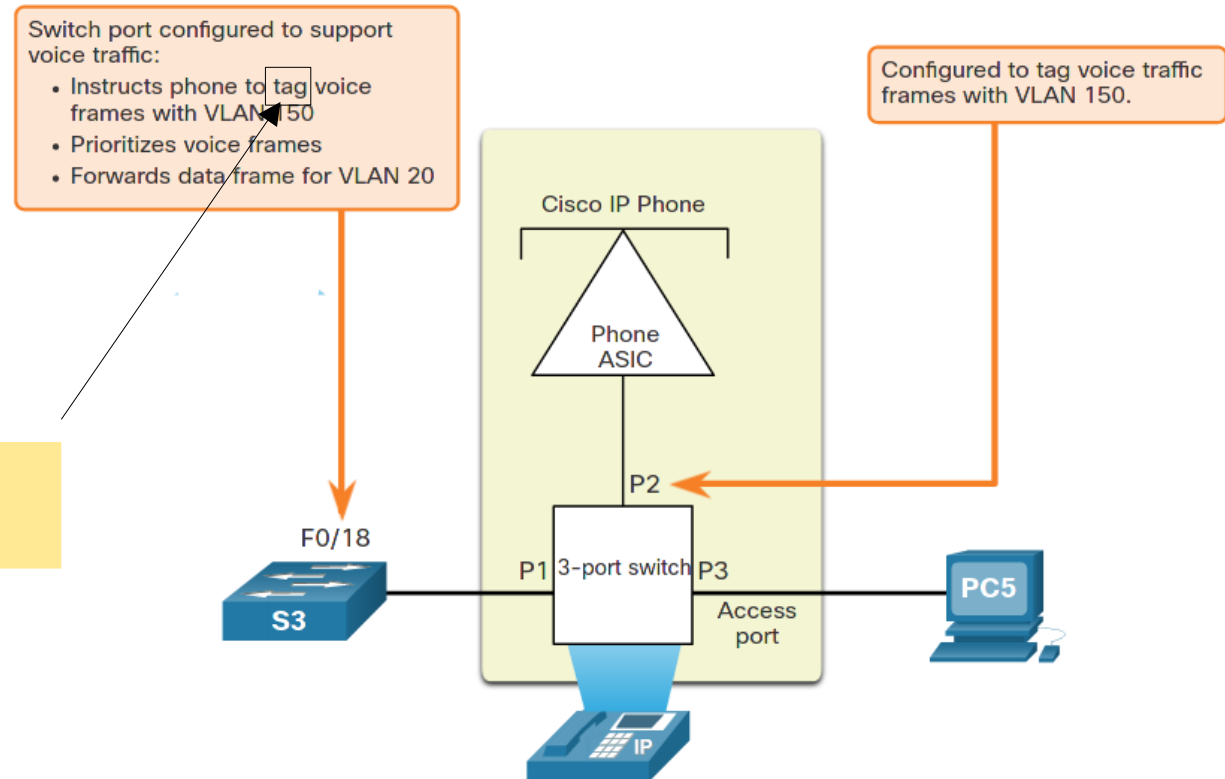 Switch port configured to support
voice traffic:
• Instructs phone to tag voice
frames with VLAN 150
• Prioritizes voice frames
• Forwards data frame for VLAN 20
Configured to tag voice traffic
frames with VLAN 150.
Cisco IP Phone
Phone
ASIC
P2
F0/18
P1
3-port switch
P3
Access
port
S3
PC5
IP